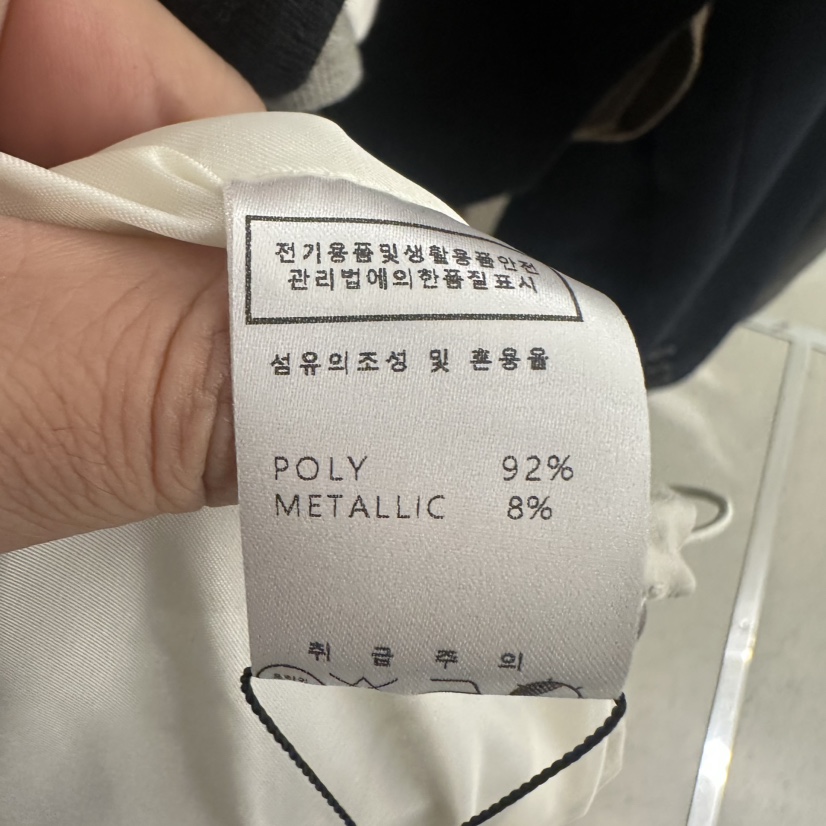 전기용품및생활용품안전
관리법에의한품질표시
섬유의조성 및 혼용율
POLY 92%
METALLIC 8%
취 급 주 의